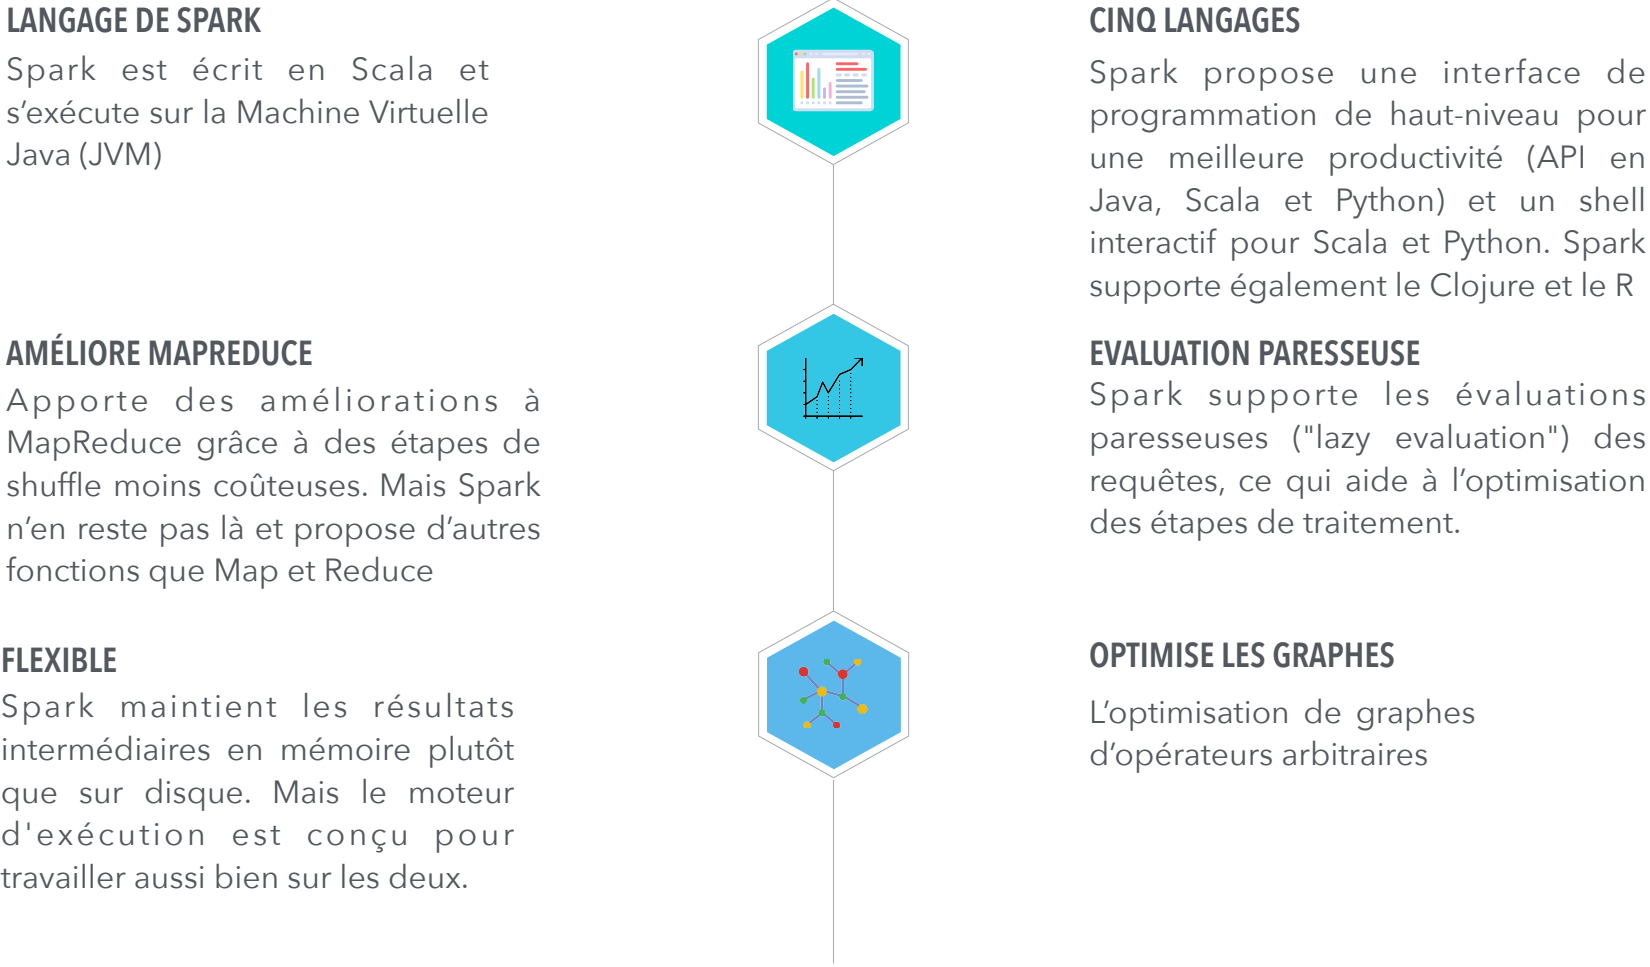 LANGAGE DE SPARK
Spark est écrit en Scala et
s’exécute sur la Machine Virtuelle
Java (JVM)
CINQ LANGAGES
Spark propose une interface de
programmation de haut-niveau pour
une meilleure productivité (API en
Java, Scala et Python) et un shell
interactif pour Scala et Python. Spark
supporte également le Clojure et le R
AMÉLIORE MAPREDUCE
Apporte des améliorations à
MapReduce grâce à des étapes de
shuffle moins coûteuses. Mais Spark
n’en reste pas là et propose d’autres
fonctions que Map et Reduce
EVALUATION PARESSEUSE
Spark supporte les évaluations
paresseuses ("lazy evaluation") des
requêtes, ce qui aide à l’optimisation
des étapes de traitement.
FLEXIBLE
Spark maintient les résultats
intermédiaires en mémoire plutôt
que sur disque. Mais le moteur
d'exécution est conçu pour
travailler aussi bien sur les deux.
OPTIMISE LES GRAPHES
L’optimisation de graphes
d’opérateurs arbitraires